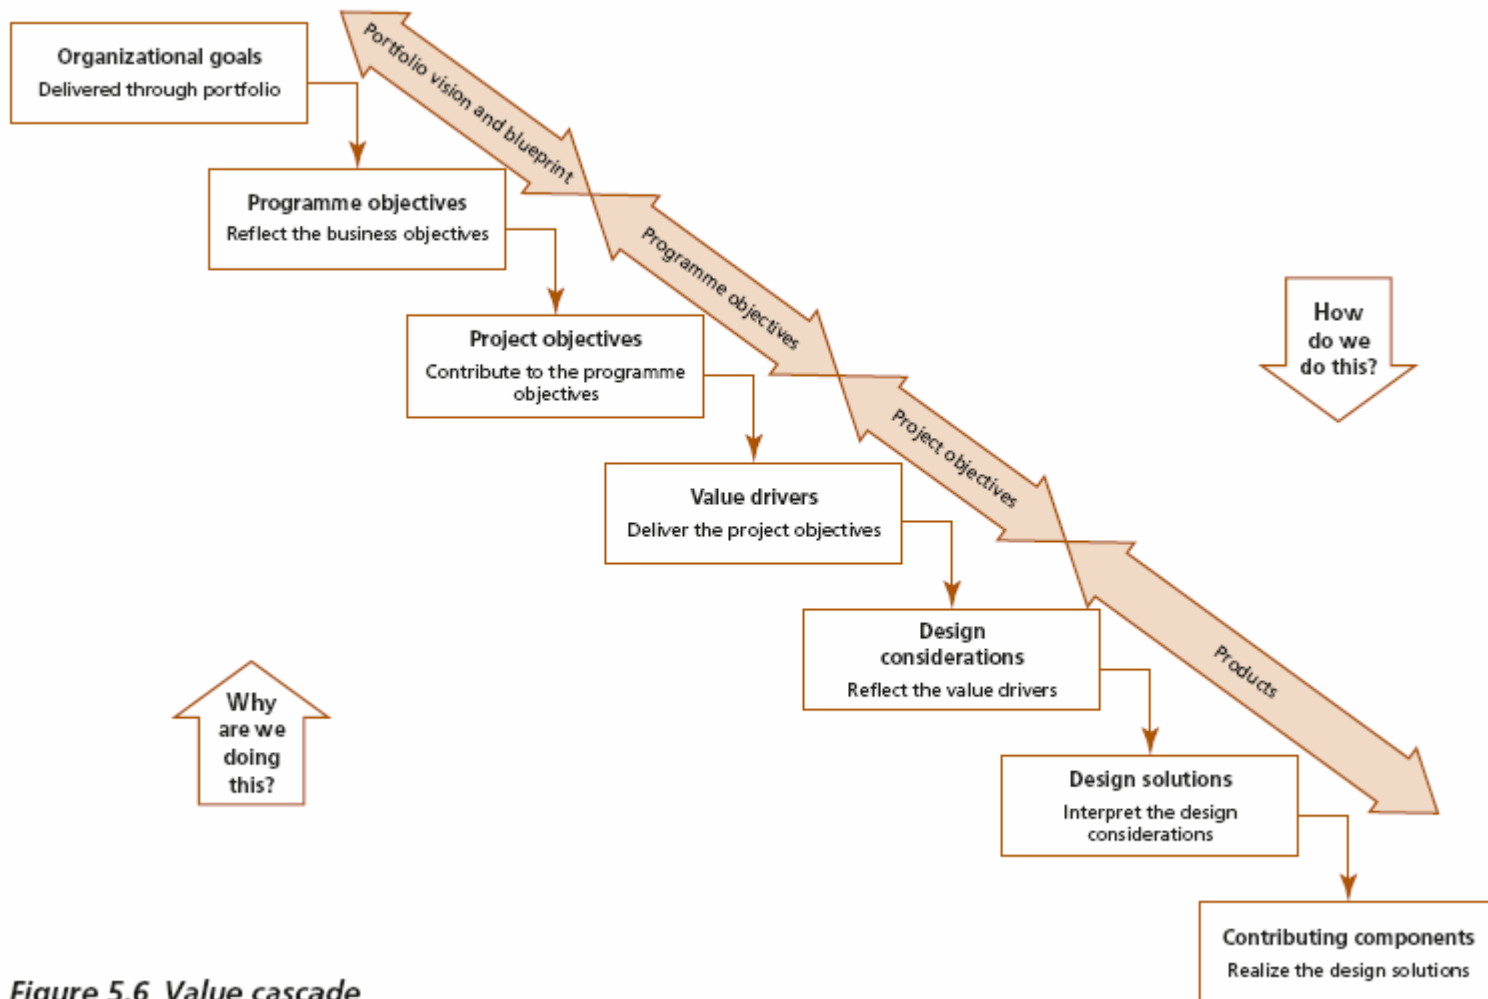 Organizational goals
Delivered through portfolio
Portfolio vision and blueprint
Programme objectives
Reflect the business objectives
Programme objectives
Project objectives
Contribute to the programme
objectives
How
do we
do this?
Project objectives
Value drivers
Deliver the project objectives
Design
considerations
Reflect the value drivers
Products
Why
are we
doing
this?
Design solutions
Interpret the design
considerations
Contributing components
Realize the design solutions
Figure 5.6 Value cascade